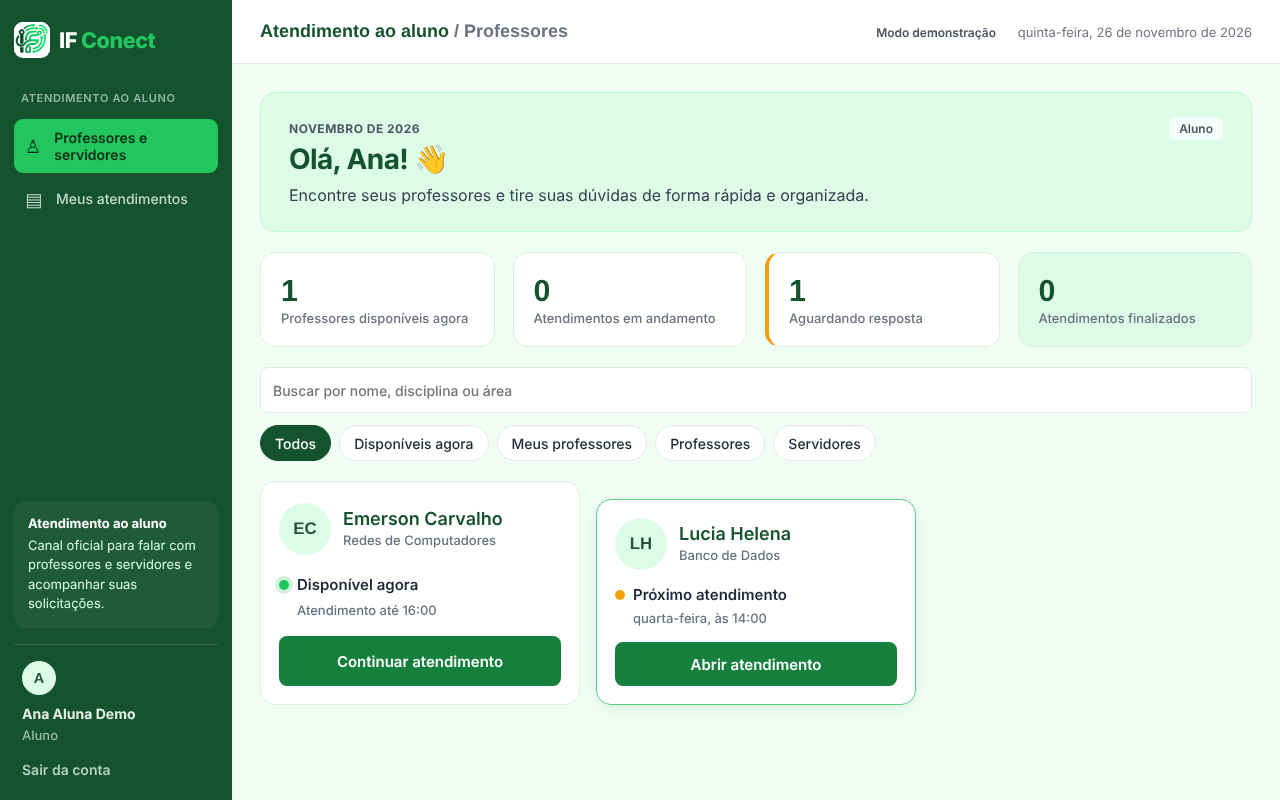 IF Conect
ATENDIMENTO AO ALUNO
Professores e
servidores
Meus atendimentos
Atendimento ao aluno
Canal oficial para falar com
professores e servidores e
acompanhar suas
solicitações.
A
Ana Aluna Demo
Aluno
Sair da conta
Atendimento ao aluno / Professores
Modo demonstração
quinta-feira, 26 de novembro de 2026
NOVEMBRO DE 2026
Aluno
Olá, Ana! 👋
Encontre seus professores e tire suas dúvidas de forma rápida e organizada.
1
Professores disponíveis agora
0
Atendimentos em andamento
1
Aguardando resposta
0
Atendimentos finalizados
Buscar por nome, disciplina ou área
Todos
Disponíveis agora
Meus professores
Professores
Servidores
EC
Emerson Carvalho
Redes de Computadores
Disponível agora
Atendimento até 16:00
Continuar atendimento
LH
Lucia Helena
Banco de Dados
Próximo atendimento
quarta-feira, às 14:00
Abrir atendimento